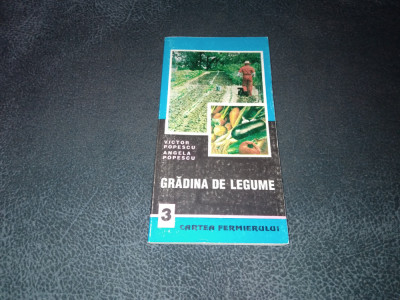 VICTOR
POPESCU
ANGELA
POPESCU
GRĂDINA DE LEGUME
3 CARTEA FERMIERULUI